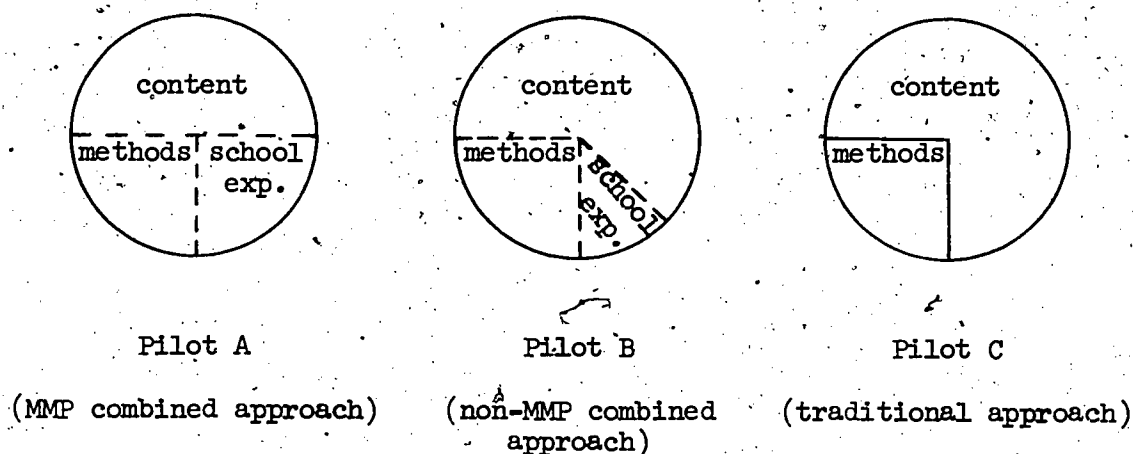 content
methods
school
exp.
content
methods
school
exp.
content
methods
Pilot A
Pilot B
Pilot C
(MMP combined approach)
(non-MMP combined
approach)
(traditional approach)